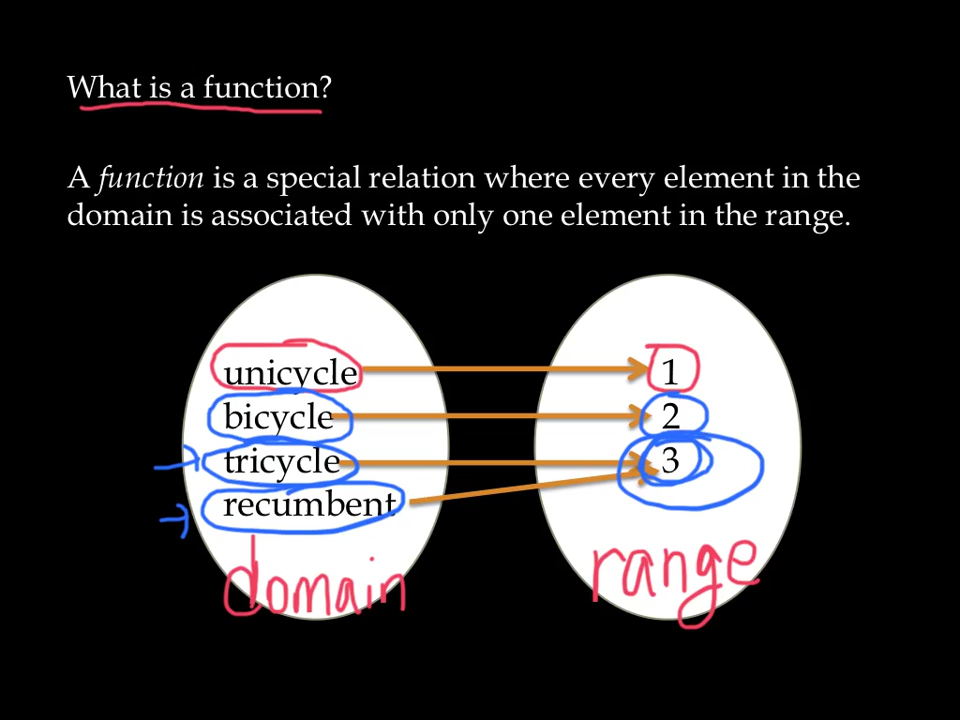 What is a function?
A function is a special relation where every element in the
domain is associated with only one element in the range.
unicycle 1
bicycle 2
tricycle 3
recumbent
domain range